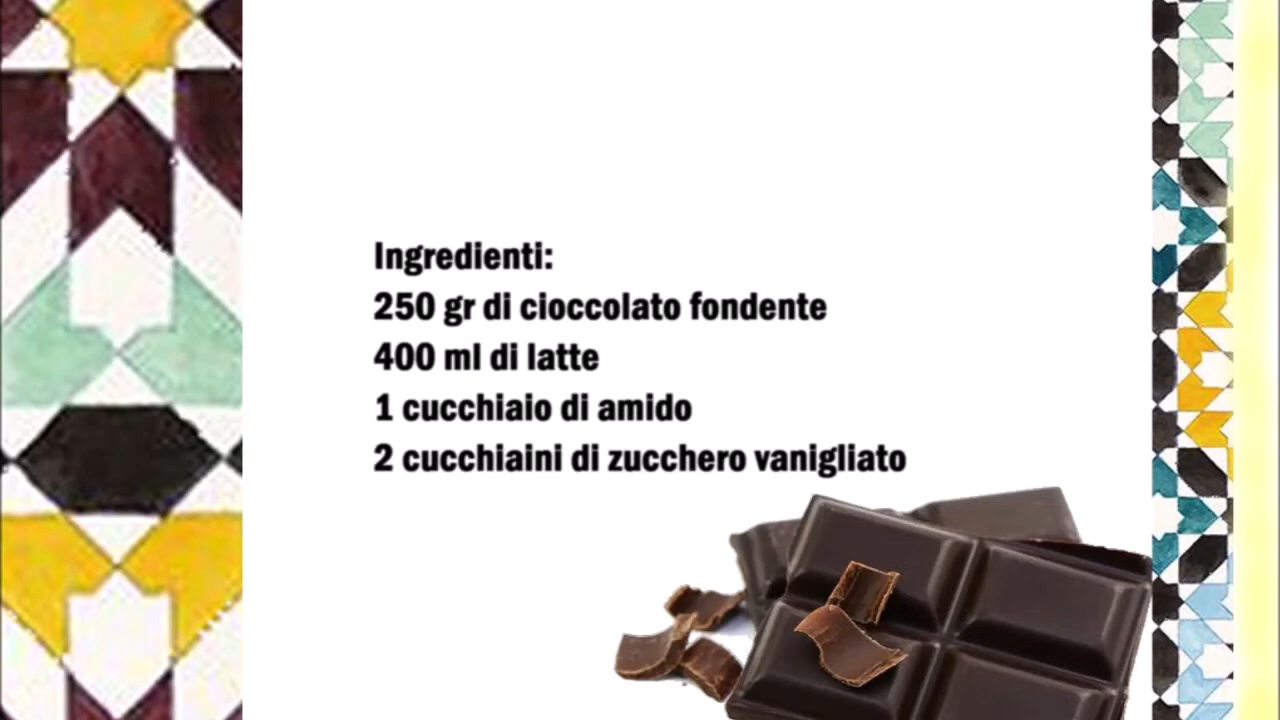 Ingredienti:
250 gr di cioccolato fondente
400 ml di latte
1 cucchiaio di amido
2 cucchiaini di zucchero vanigliato